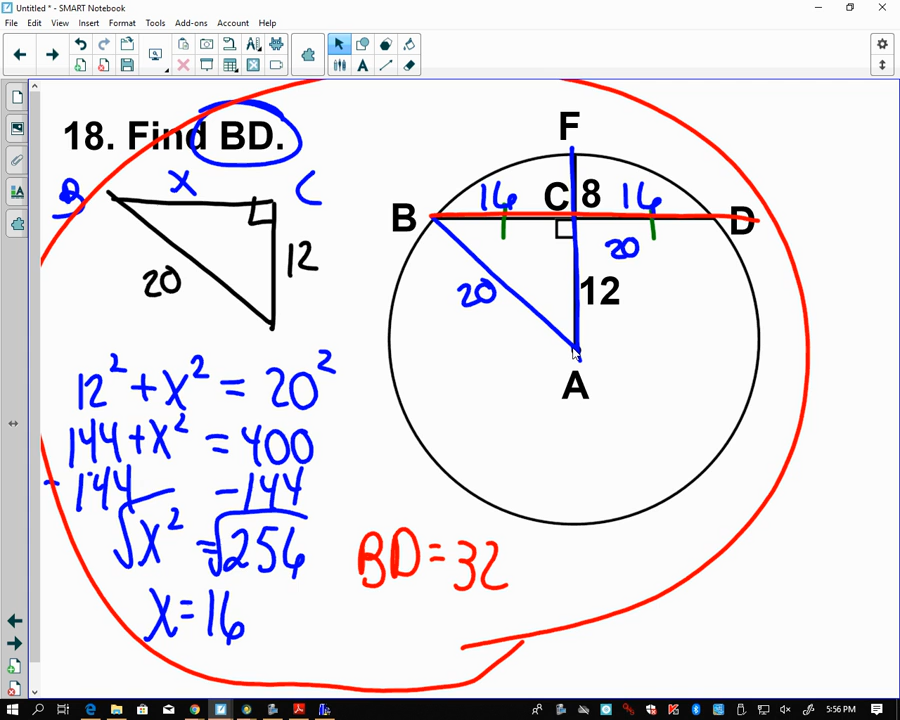 Untitled * - SMART Notebook
File Edit View Insert Format Tools Add-ons Account Help
18. Find BD.
B X C
20 12
12² + X² = 20²
144 + X² = 400
- 144 - 144
√X² = √256
X = 16
F
16 C 8 16
B D
20
20 12
A
BD = 32
5:56 PM